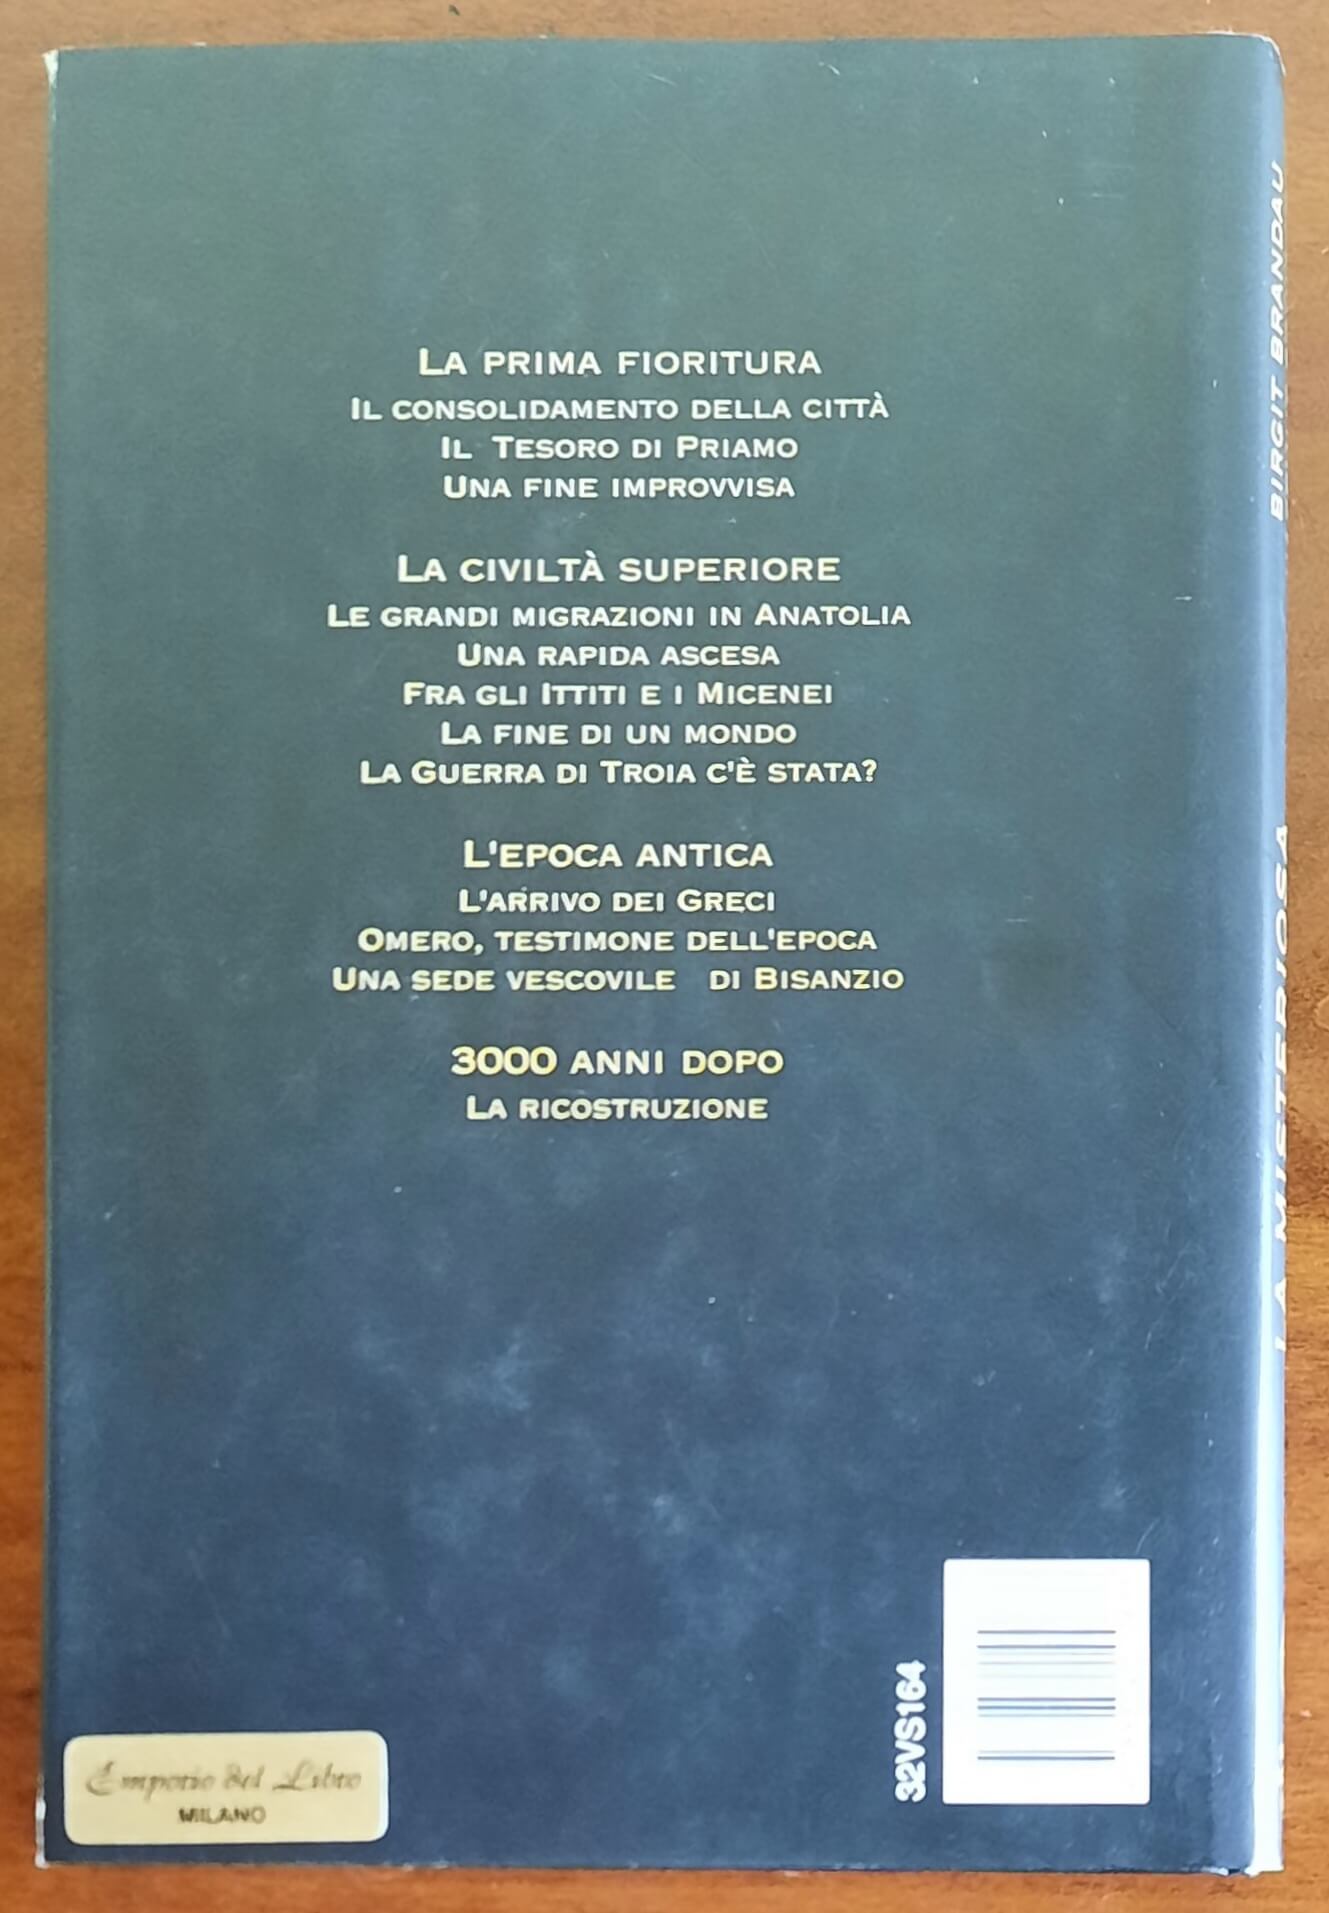 LA PRIMA FIORITURA
IL CONSOLIDAMENTO DELLA CITTÀ
IL TESORO DI PRIAMO
UNA FINE IMPROVVISA
LA CIVILTÀ SUPERIORE
LE GRANDI MIGRAZIONI IN ANATOLIA
UNA RAPIDA ASCESA
FRA GLI ITTITI E I MICENEI
LA FINE DI UN MONDO
LA GUERRA DI TROIA C'È STATA?
L'EPOCA ANTICA
L'ARRIVO DEI GRECI
OMERO, TESTIMONE DELL'EPOCA
UNA SEDE VESCOVILE DI BISANZIO
3000 ANNI DOPO
LA RICOSTRUZIONE
32VS164
Emporio del Libro
MILANO
BIRGIT BRANDAU
LA MISTERIOSA